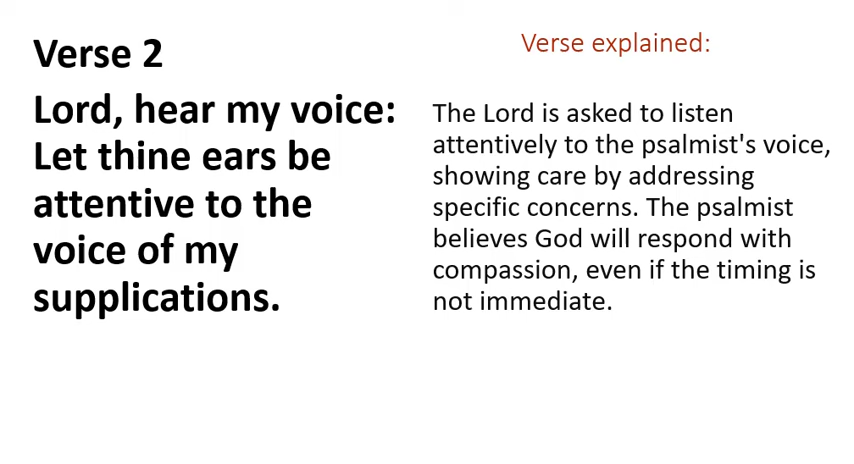 Verse 2
Lord, hear my voice:
Let thine ears be
attentive to the
voice of my
supplications.
Verse explained:
The Lord is asked to listen
attentively to the psalmist's voice,
showing care by addressing
specific concerns. The psalmist
believes God will respond with
compassion, even if the timing is
not immediate.